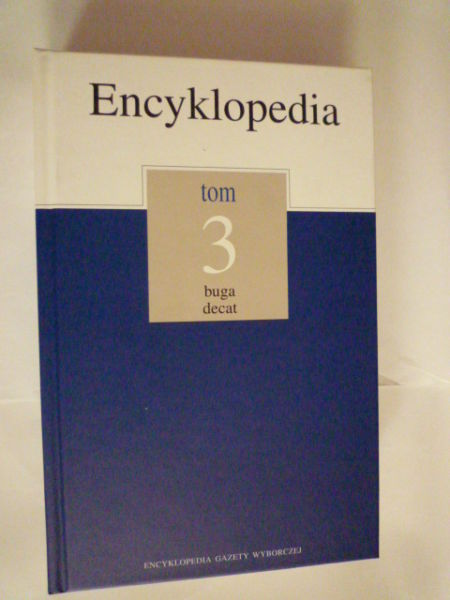 Encyklopedia
tom
3
buga
decat
ENCYKLOPEDIA GAZETY WYBORCZEJ